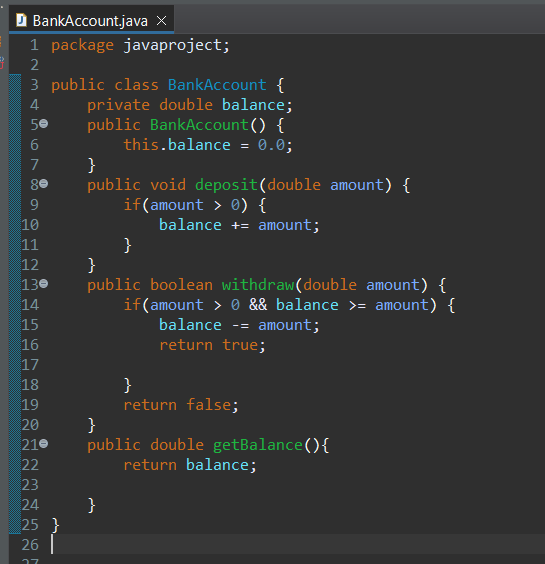 BankAccount.java
1 package javaproject;
2
3 public class BankAccount {
4     private double balance;
5     public BankAccount() {
6         this.balance = 0.0;
7     }
8     public void deposit(double amount) {
9         if(amount > 0) {
10             balance += amount;
11         }
12     }
13     public boolean withdraw(double amount) {
14         if(amount > 0 && balance >= amount) {
15             balance -= amount;
16             return true;
17
18         }
19         return false;
20     }
21     public double getBalance(){
22         return balance;
23
24     }
25 }
26
27